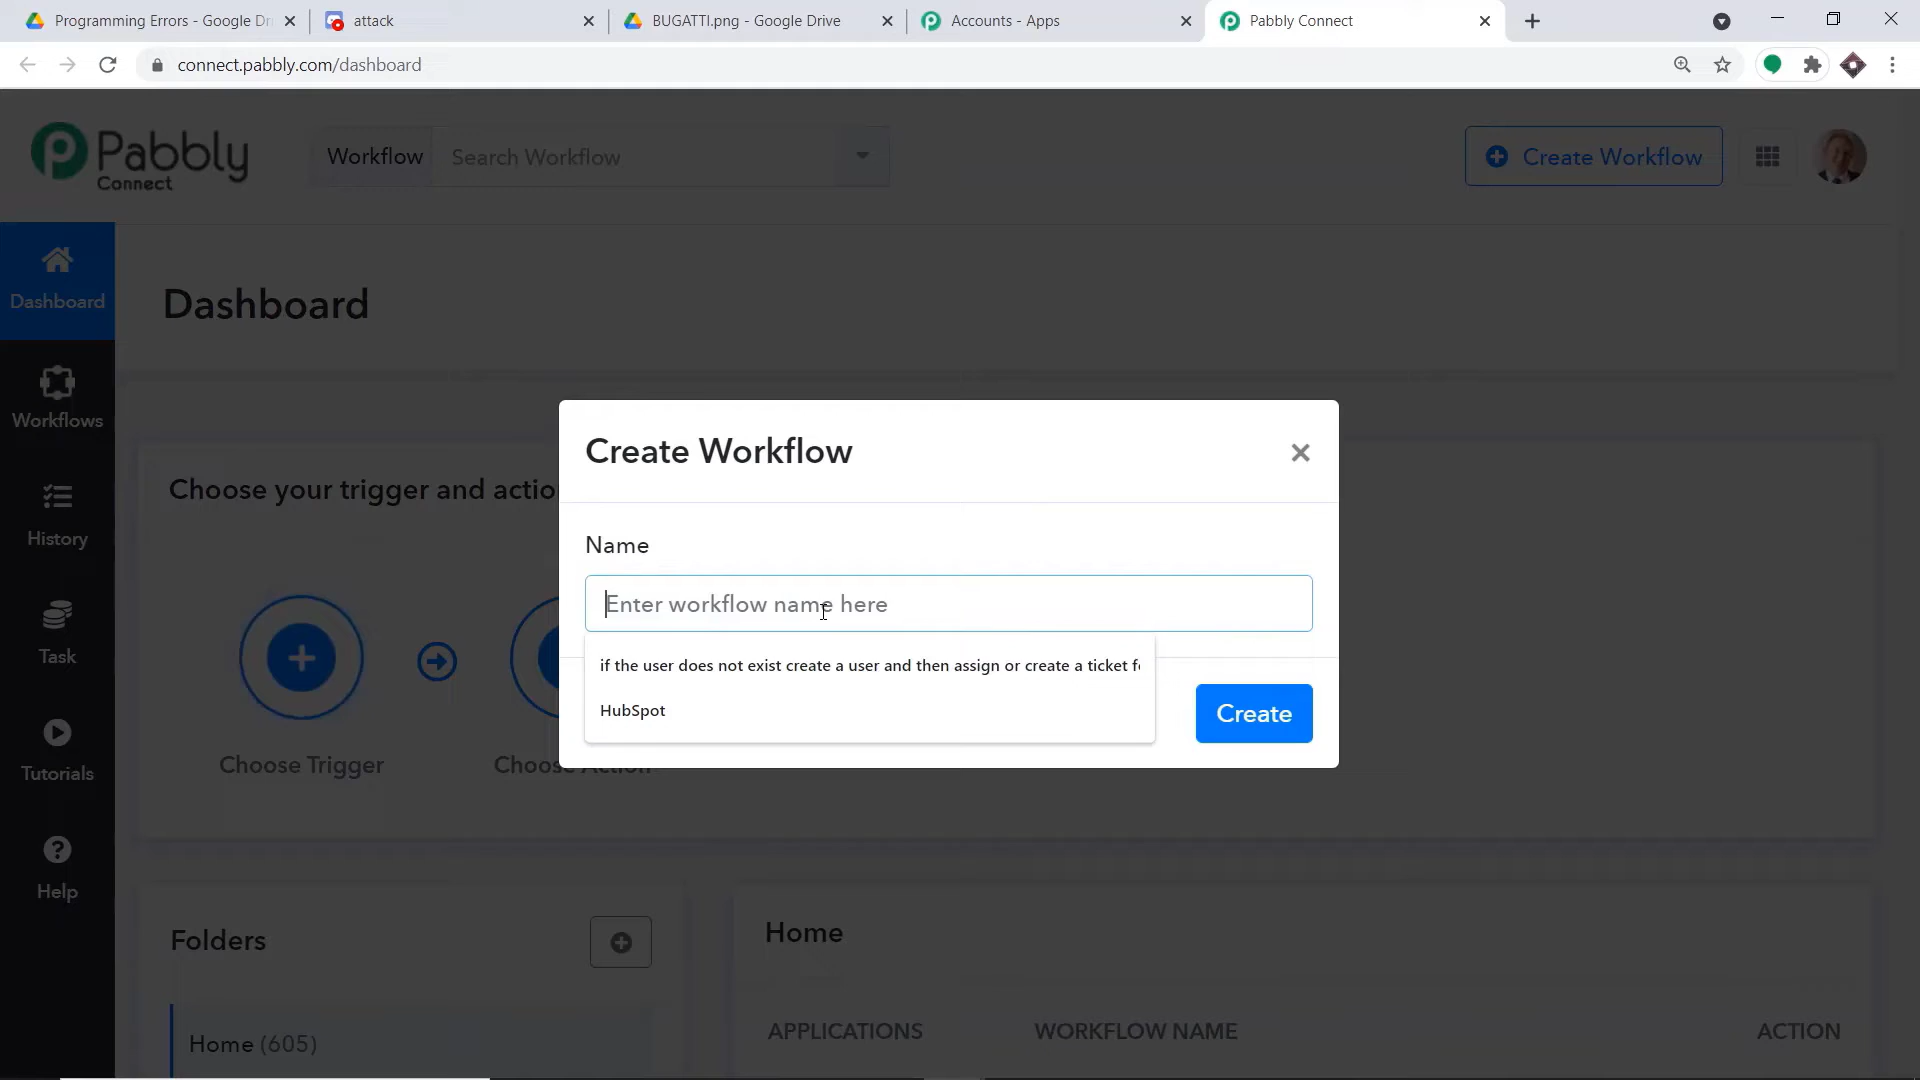 Programming Errors - Google Dr
attack
BUGATTI.png - Google Drive
Accounts - Apps
Pabbly Connect
connect.pabbly.com/dashboard
Pabbly
Connect
Workflow
Search Workflow
Create Workflow
Dashboard
Dashboard
Workflows
History
Task
Tutorials
Help
Choose your trigger and actio
Choose Trigger
Choose Action
Create Workflow
Name
Enter workflow name here
if the user does not exist create a user and then assign or create a ticket f
HubSpot
Create
Folders
Home (605)
Home
APPLICATIONS
WORKFLOW NAME
ACTION